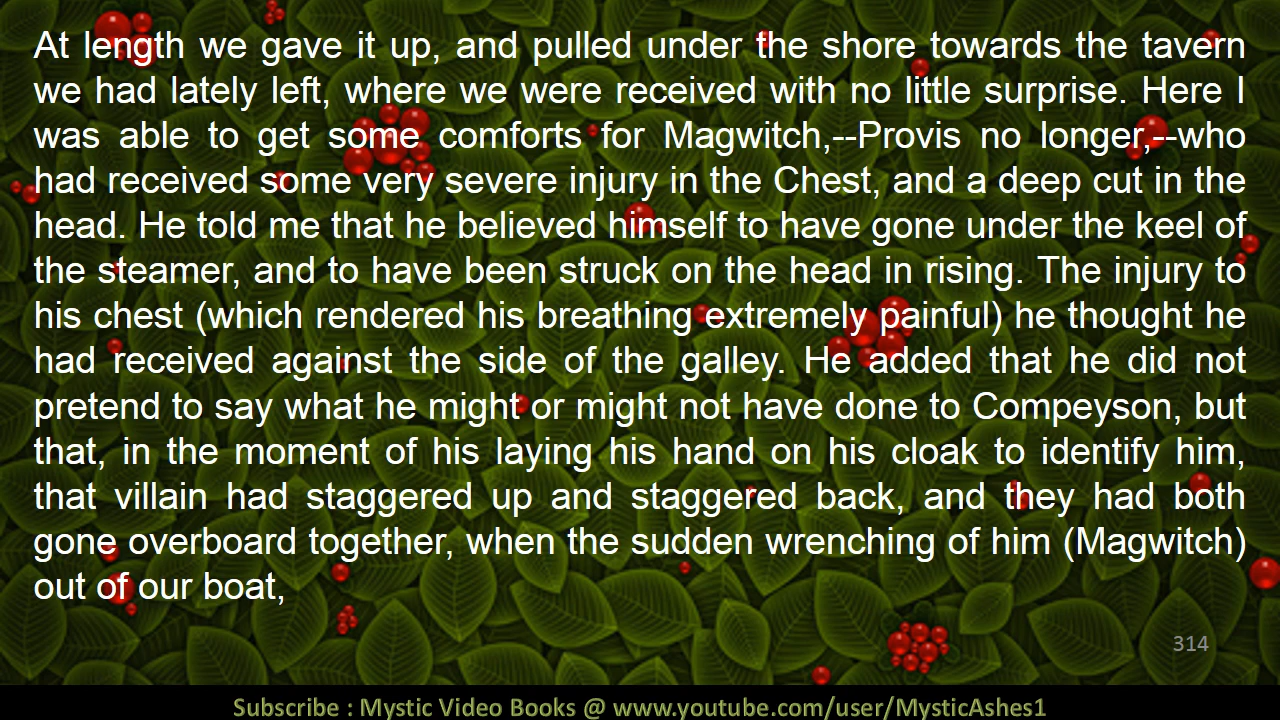 At length we gave it up, and pulled under the shore towards the tavern
we had lately left, where we were received with no little surprise. Here I
was able to get some comforts for Magwitch,--Provis no longer,--who
had received some very severe injury in the Chest, and a deep cut in the
head. He told me that he believed himself to have gone under the keel of
the steamer, and to have been struck on the head in rising. The injury to
his chest (which rendered his breathing extremely painful) he thought he
had received against the side of the galley. He added that he did not
pretend to say what he might or might not have done to Compeyson, but
that, in the moment of his laying his hand on his cloak to identify him,
that villain had staggered up and staggered back, and they had both
gone overboard together, when the sudden wrenching of him (Magwitch)
out of our boat,
314
Subscribe : Mystic Video Books @ www.youtube.com/user/MysticAshes1